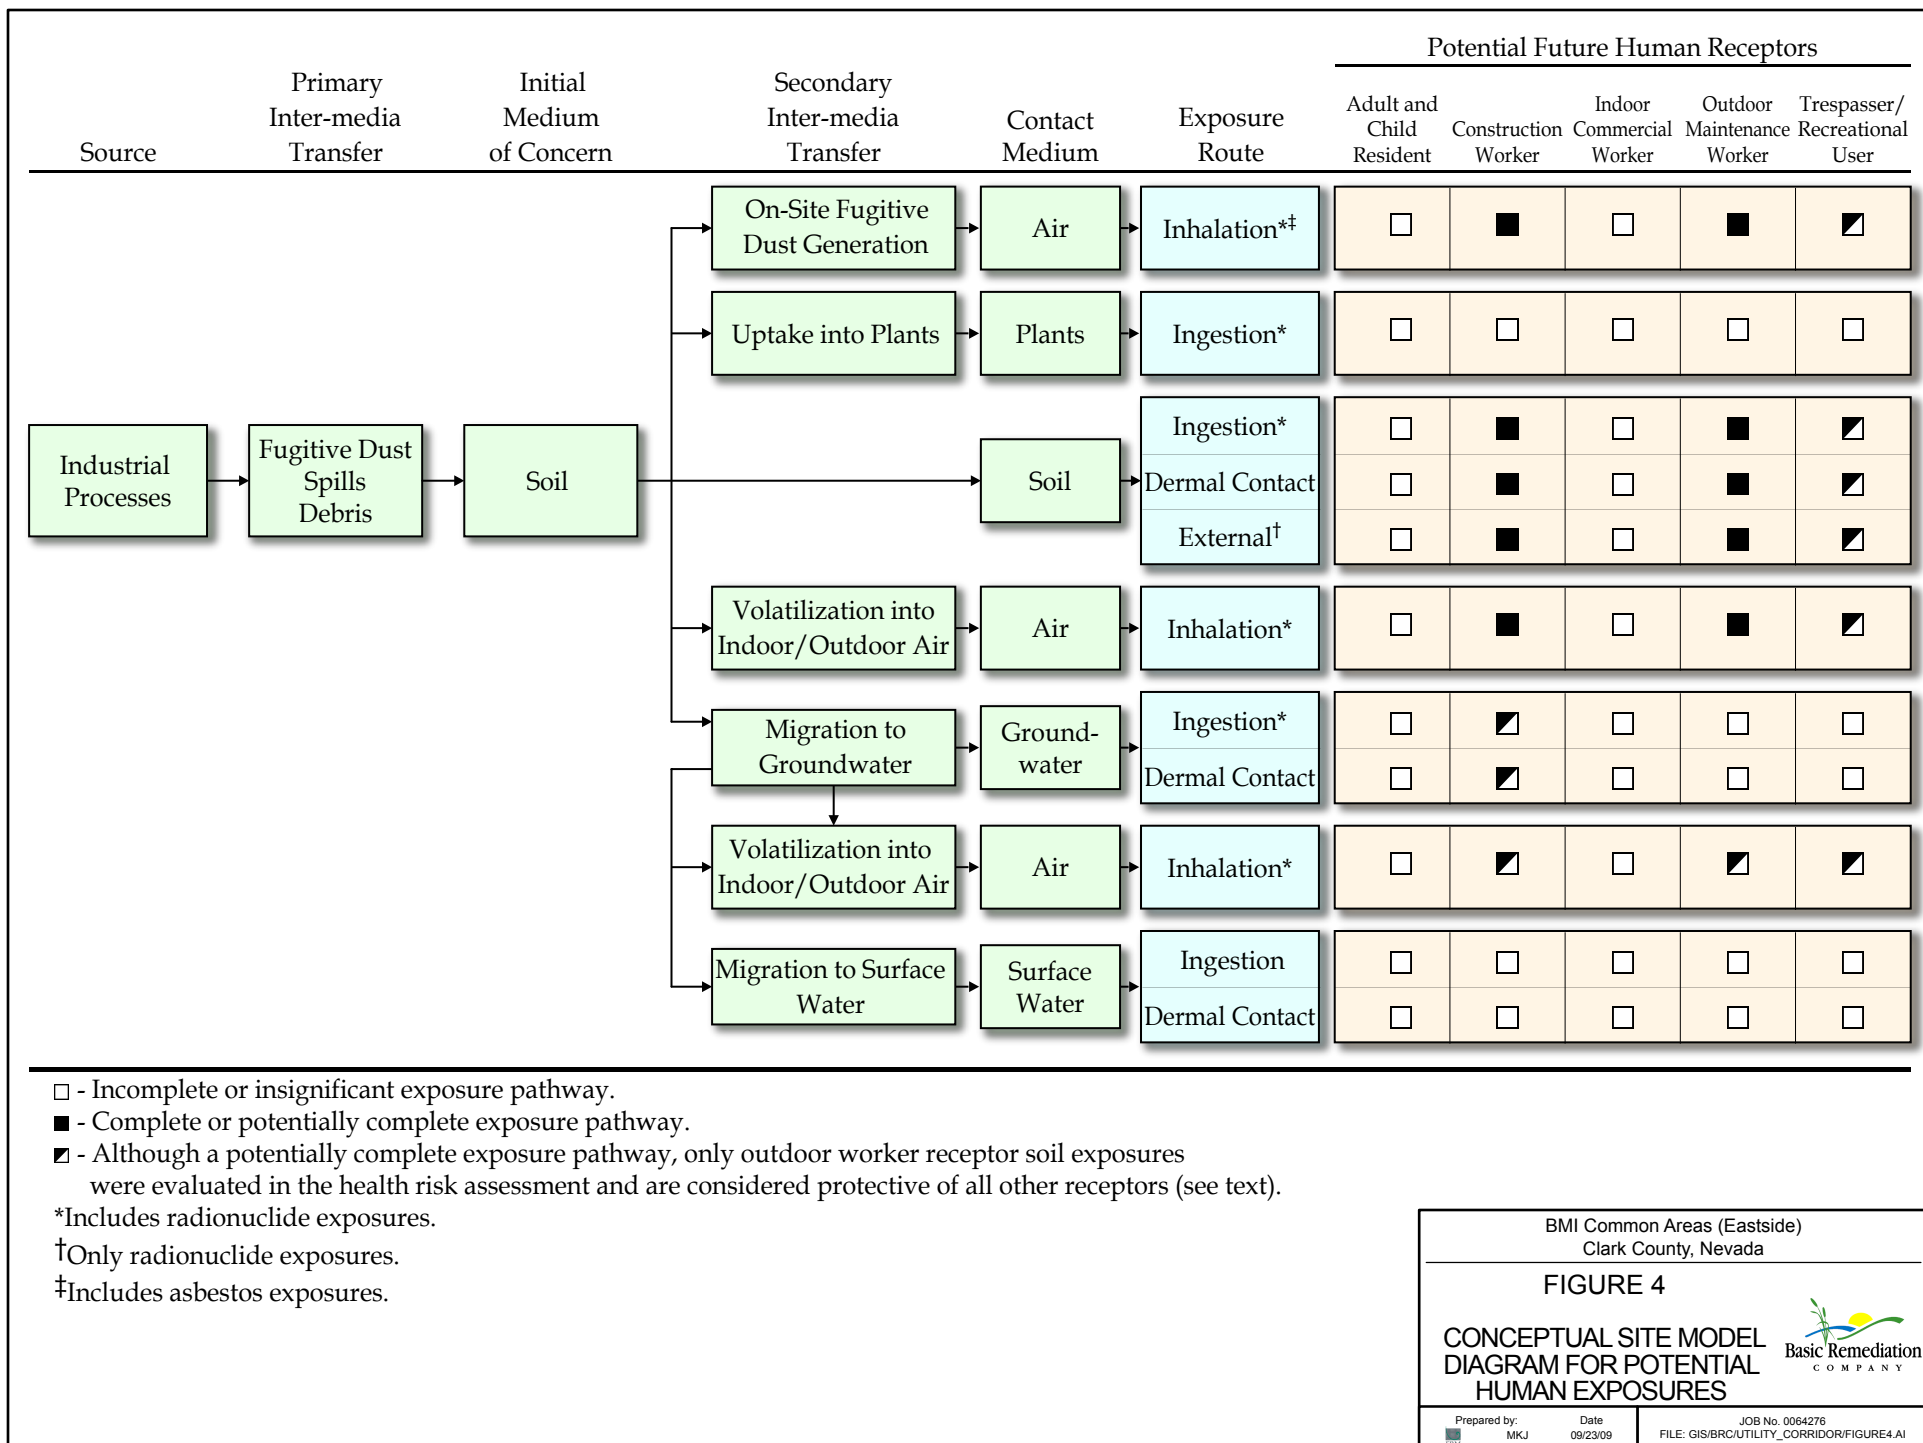 Potential Future Human Receptors
Source
Primary
Inter-media
Transfer
Initial
Medium
of Concern
Secondary
Inter-media
Transfer
Contact
Medium
Exposure
Route
Adult and
Child
Resident
Construction
Worker
Indoor
Commercial
Worker
Outdoor
Maintenance
Worker
Trespasser/
Recreational
User
On-Site Fugitive
Dust Generation
Air
Inhalation*‡
Uptake into Plants
Plants
Ingestion*
Industrial
Processes
Fugitive Dust
Spills
Debris
Soil
Soil
Ingestion*
Dermal Contact
External†
Volatilization into
Indoor/Outdoor Air
Air
Inhalation*
Migration to
Groundwater
Ground-
water
Ingestion*
Dermal Contact
Volatilization into
Indoor/Outdoor Air
Air
Inhalation*
Migration to Surface
Water
Surface
Water
Ingestion
Dermal Contact
- Incomplete or insignificant exposure pathway.
- Complete or potentially complete exposure pathway.
- Although a potentially complete exposure pathway, only outdoor worker receptor soil exposures
were evaluated in the health risk assessment and are considered protective of all other receptors (see text).
*Includes radionuclide exposures.
†Only radionuclide exposures.
‡Includes asbestos exposures.
BMI Common Areas (Eastside)
Clark County, Nevada
FIGURE 4
CONCEPTUAL SITE MODEL
DIAGRAM FOR POTENTIAL
HUMAN EXPOSURES
Basic Remediation
COMPANY
Prepared by:
MKJ
Date
09/23/09
JOB No. 0064276
FILE: GIS/BRC/UTILITY_CORRIDOR/FIGURE4.AI